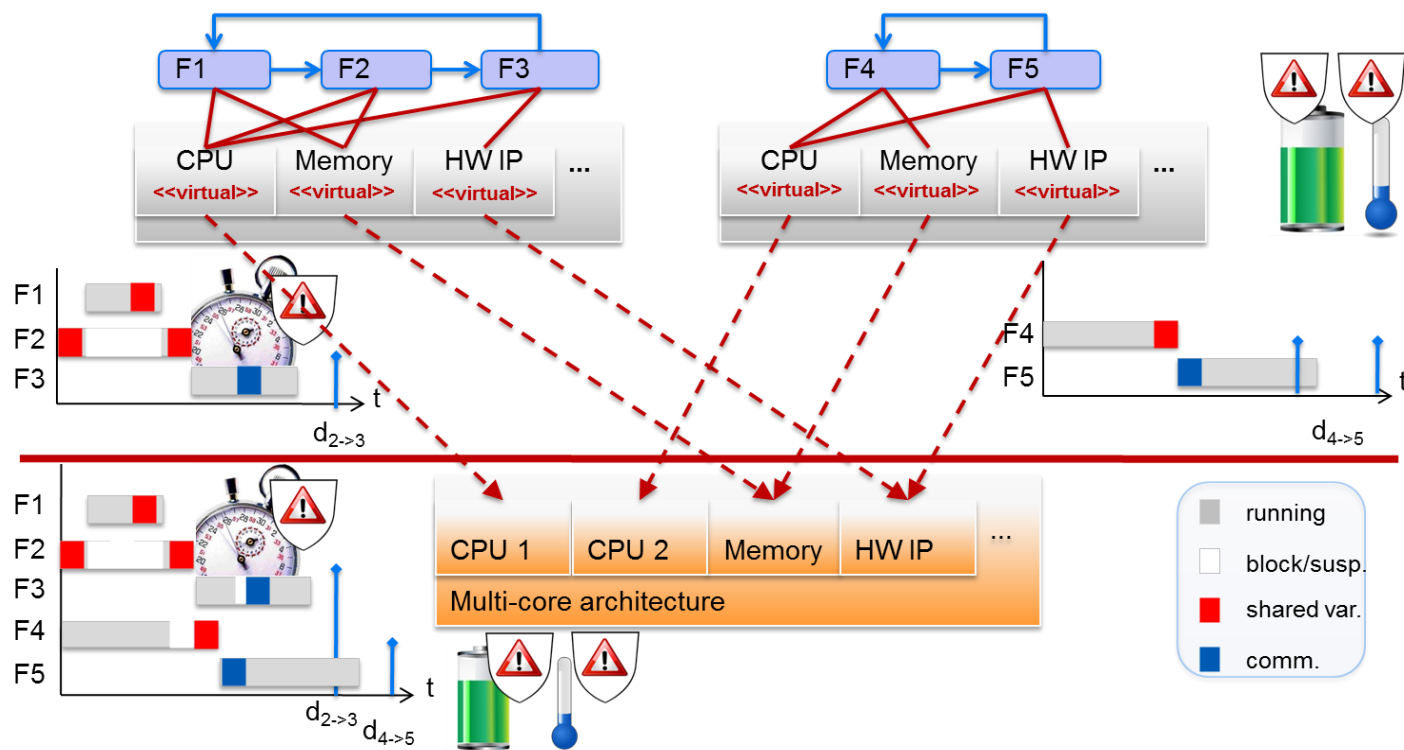 F1 F2 F3
F4 F5
CPU Memory HW IP ...
<<virtual>> <<virtual>> <<virtual>>
CPU Memory HW IP ...
<<virtual>> <<virtual>> <<virtual>>
F1
F2
F3
t
d2->3
F4
F5
t
d4->5
F1
F2
F3
F4
F5
t
d2->3
d4->5
CPU 1 CPU 2 Memory HW IP ...
Multi-core architecture
running
block/susp.
shared var.
comm.